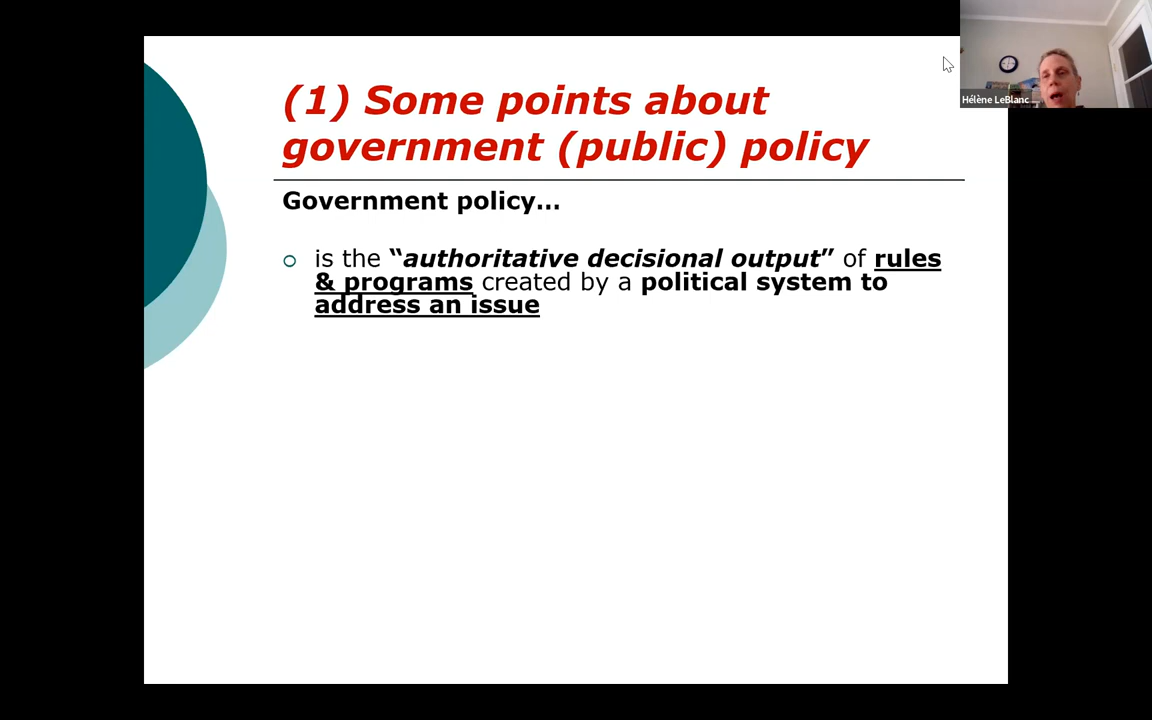 (1) Some points about
government (public) policy
Government policy…
is the “authoritative decisional output” of rules
& programs created by a political system to
address an issue
Hélène LeBlanc ...